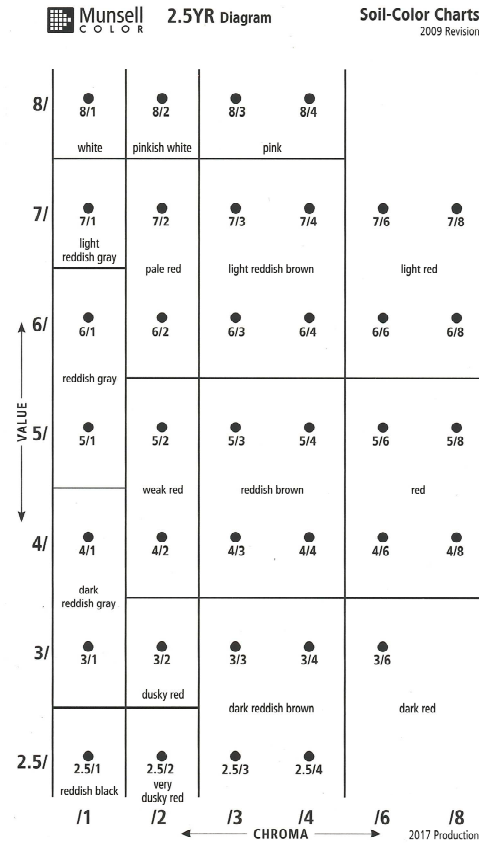 Munsell
COLOR
2.5YR Diagram
Soil-Color Charts
2009 Revision
8/
8/1 8/2 8/3 8/4
white pinkish white pink
7/
7/1 7/2 7/3 7/4 7/6 7/8
light
reddish gray
pale red light reddish brown light red
6/
6/1 6/2 6/3 6/4 6/6 6/8
reddish gray
VALUE
5/
5/1 5/2 5/3 5/4 5/6 5/8
weak red reddish brown red
4/
4/1 4/2 4/3 4/4 4/6 4/8
dark
reddish gray
3/
3/1 3/2 3/3 3/4 3/6
dusky red
dark reddish brown dark red
2.5/
2.5/1 2.5/2 2.5/3 2.5/4
reddish black
very
dusky red
/1 /2 /3 /4 /6 /8
CHROMA
2017 Production